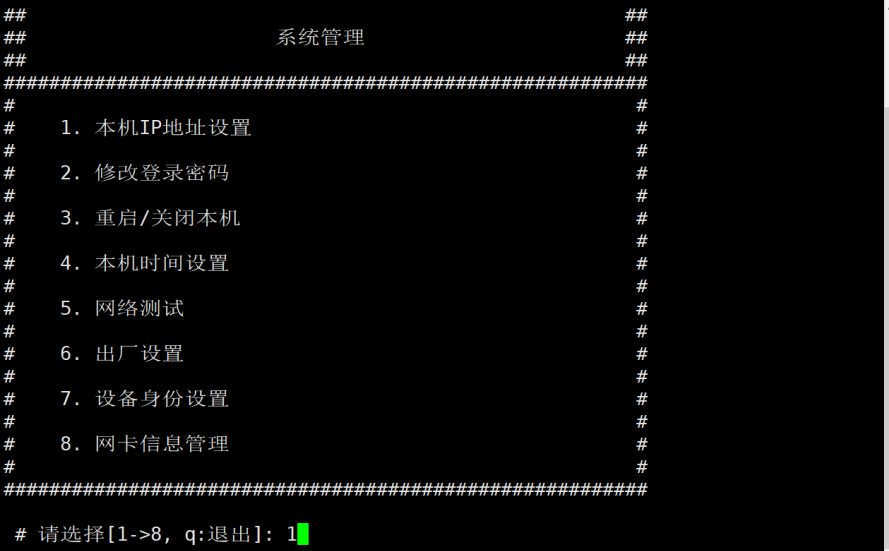 ##                                                     ##
##                      系统管理                       ##
##                                                     ##
#########################################################
#                                                       #
#    1. 本机IP地址设置                                  #
#                                                       #
#    2. 修改登录密码                                    #
#                                                       #
#    3. 重启/关闭本机                                   #
#                                                       #
#    4. 本机时间设置                                    #
#                                                       #
#    5. 网络测试                                        #
#                                                       #
#    6. 出厂设置                                        #
#                                                       #
#    7. 设备身份设置                                    #
#                                                       #
#    8. 网卡信息管理                                    #
#                                                       #
#########################################################
# 请选择[1->8, q:退出]: 1